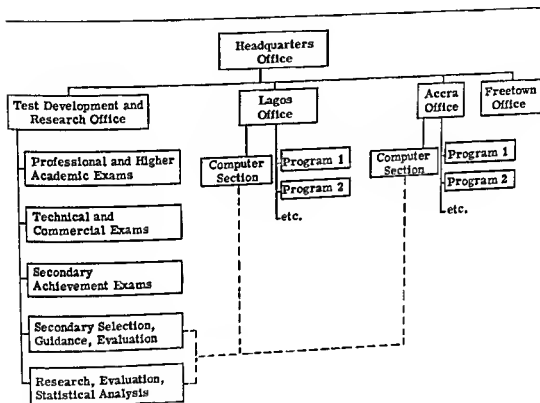 Headquarters
Office
Test Development and
Research Office
Lagos
Office
Accra
Office
Freetown
Office
Professional and Higher
Academic Exams
Technical and
Commercial Exams
Secondary
Achievement Exams
Secondary Selection,
Guidance, Evaluation
Research, Evaluation,
Statistical Analysis
Computer
Section
Program 1
Program 2
etc.
Computer
Section
Program 1
Program 2
etc.